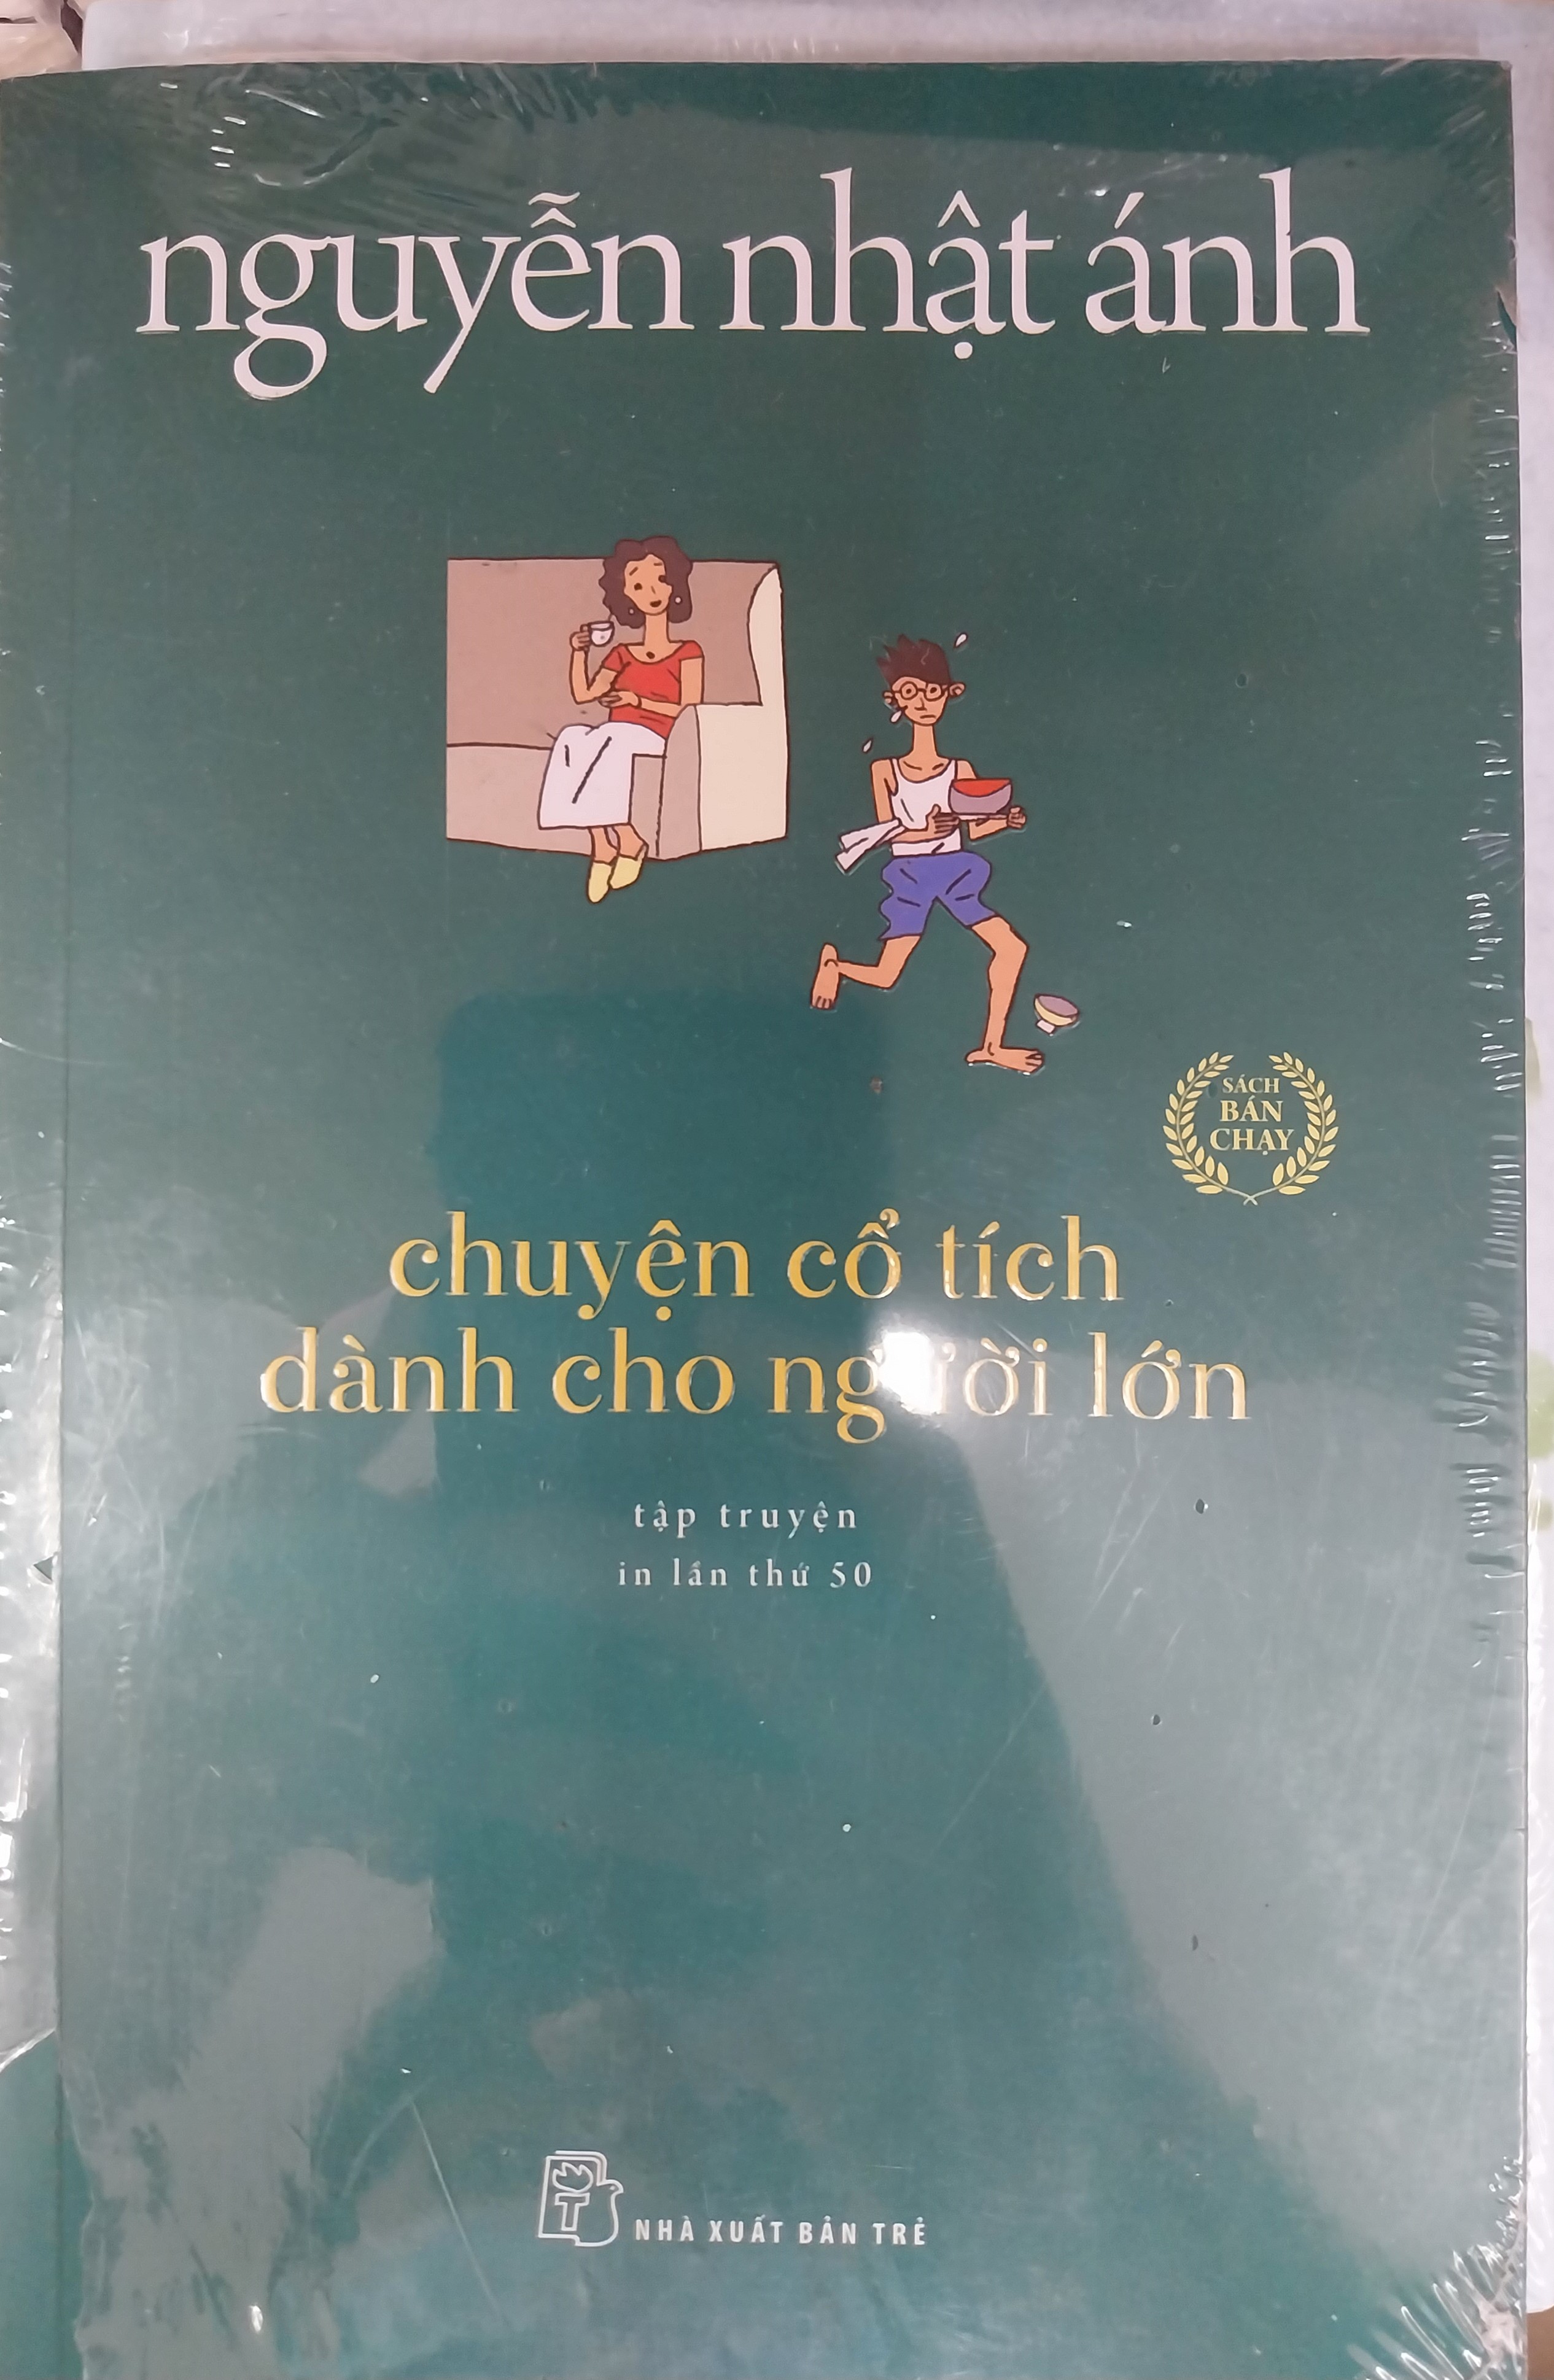 nguyễn nhật ánh
SÁCH
BÁN
CHẠY
chuyện cổ tích
dành cho người lớn
tập truyện
in lần thứ 50
NHÀ XUẤT BẢN TRẺ